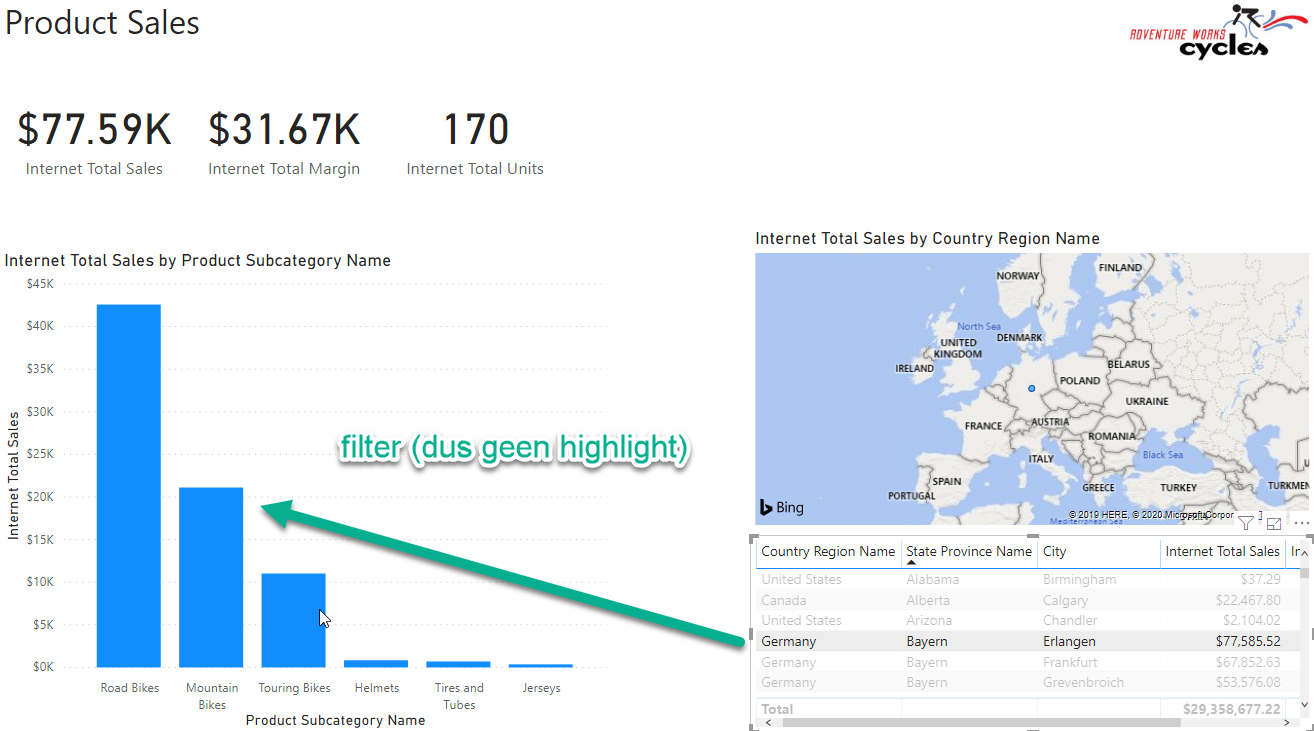 Product Sales
ADVENTURE WORKS
cycles
$77.59K $31.67K 170
Internet Total Sales Internet Total Margin Internet Total Units
Internet Total Sales by Product Subcategory Name
$45K
$40K
$35K
$30K
$25K
$20K
$15K
$10K
$5K
$0K
Internet Total Sales
Road Bikes
Mountain
Bikes
Touring Bikes
Helmets
Tires and
Tubes
Jerseys
Product Subcategory Name
filter (dus geen highlight)
Internet Total Sales by Country Region Name
NORWAY
FINLAND
North Sea
DENMARK
UNITED
KINGDOM
IRELAND
BELARUS
POLAND
UKRAINE
FRANCE
AUSTRIA
ROMANIA
ITALY
Black Sea
SPAIN
PORTUGAL
GREECE
TURKEY
TURKMEN
Mediterranean Sea
Bing
© 2019 HERE, © 2020 Microsoft Corpor
Country Region Name State Province Name City Internet Total Sales In
United States Alabama Birmingham $37.29
Canada Alberta Calgary $22,467.80
United States Arizona Chandler $2,104.02
Germany Bayern Erlangen $77,585.52
Germany Bayern Frankfurt $67,852.63
Germany Bayern Grevenbroich $53,576.08
Total $29,358,677.22